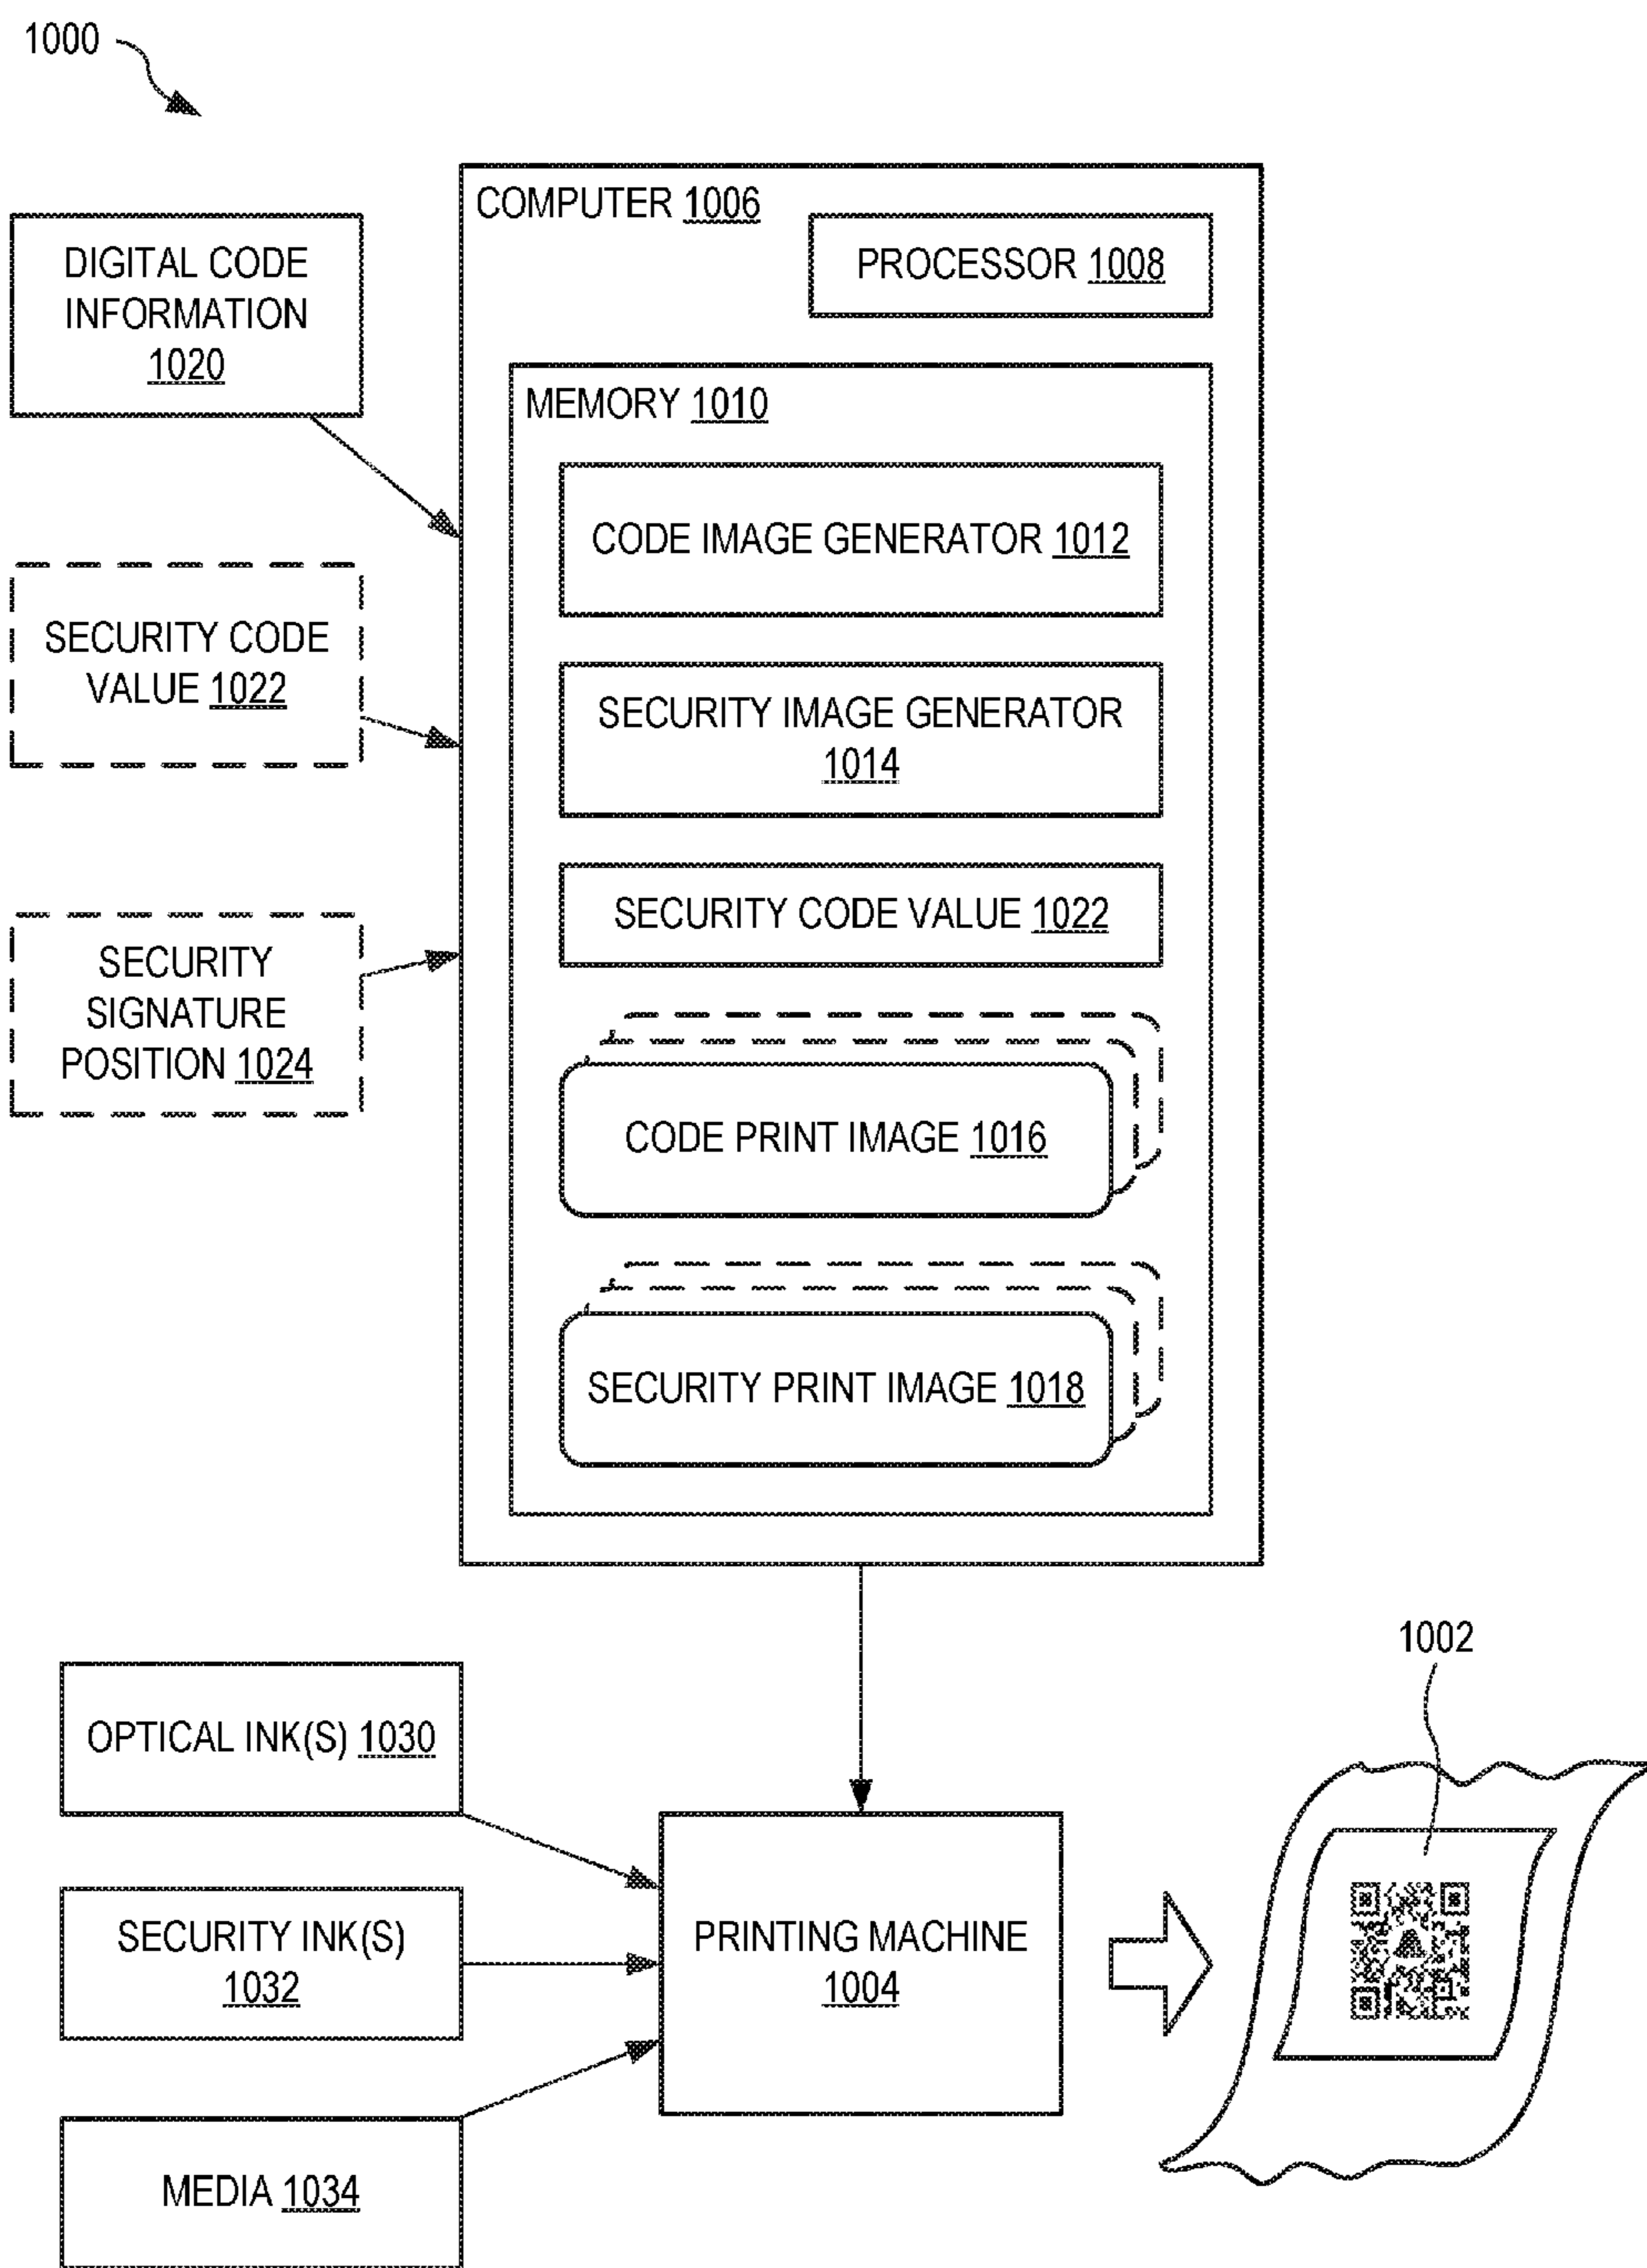 1000
COMPUTER 1006
PROCESSOR 1008
DIGITAL CODE
INFORMATION
1020
MEMORY 1010
CODE IMAGE GENERATOR 1012
SECURITY CODE
VALUE 1022
SECURITY IMAGE GENERATOR
1014
SECURITY CODE VALUE 1022
SECURITY
SIGNATURE
POSITION 1024
CODE PRINT IMAGE 1016
SECURITY PRINT IMAGE 1018
1002
OPTICAL INK(S) 1030
SECURITY INK(S)
1032
PRINTING MACHINE
1004
MEDIA 1034